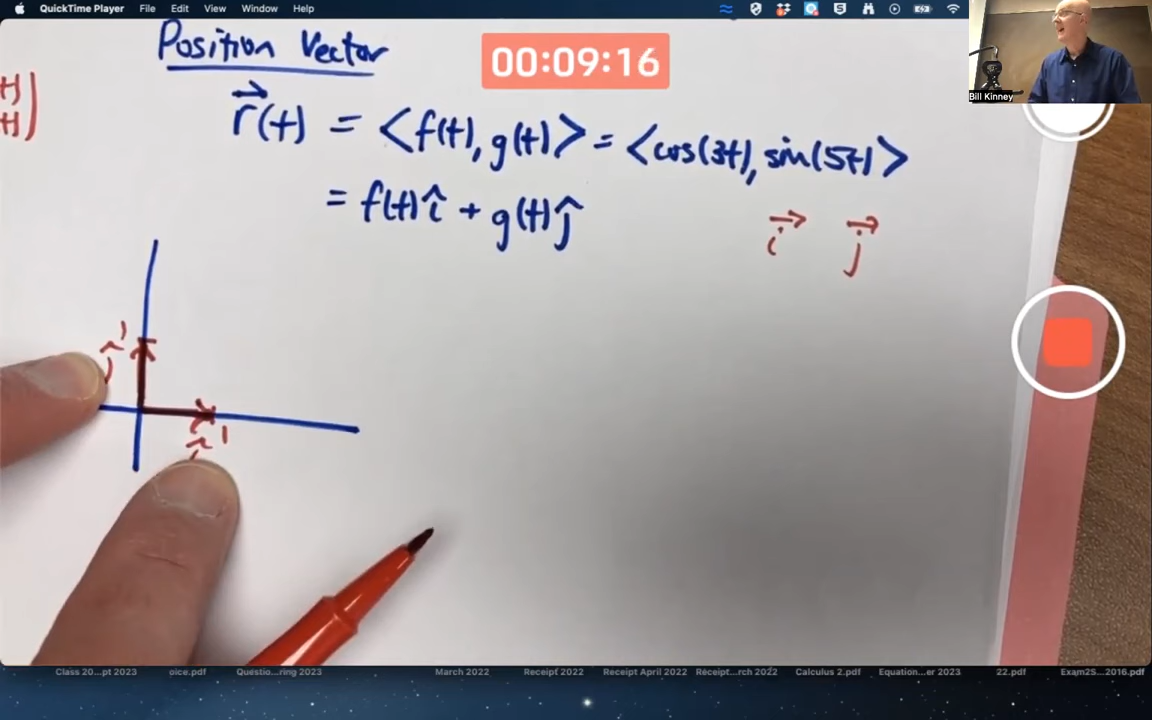 QuickTime Player File Edit View Window Help
Position Vector
00:09:16
Bill Kinney
r⃗(t) = <f(t), g(t)> = <cos(3t), sin(5t)>
= f(t)î + g(t)ĵ
i⃗ j⃗
ĵ 1
î 1
Class 20...pt 2023 oice.pdf Questio...ring 2023 March 2022 Receipt 2022 Receipt April 2022 Receipt...rch 2022 Calculus 2.pdf Equation...er 2023 22.pdf Exam2S...2016.pdf